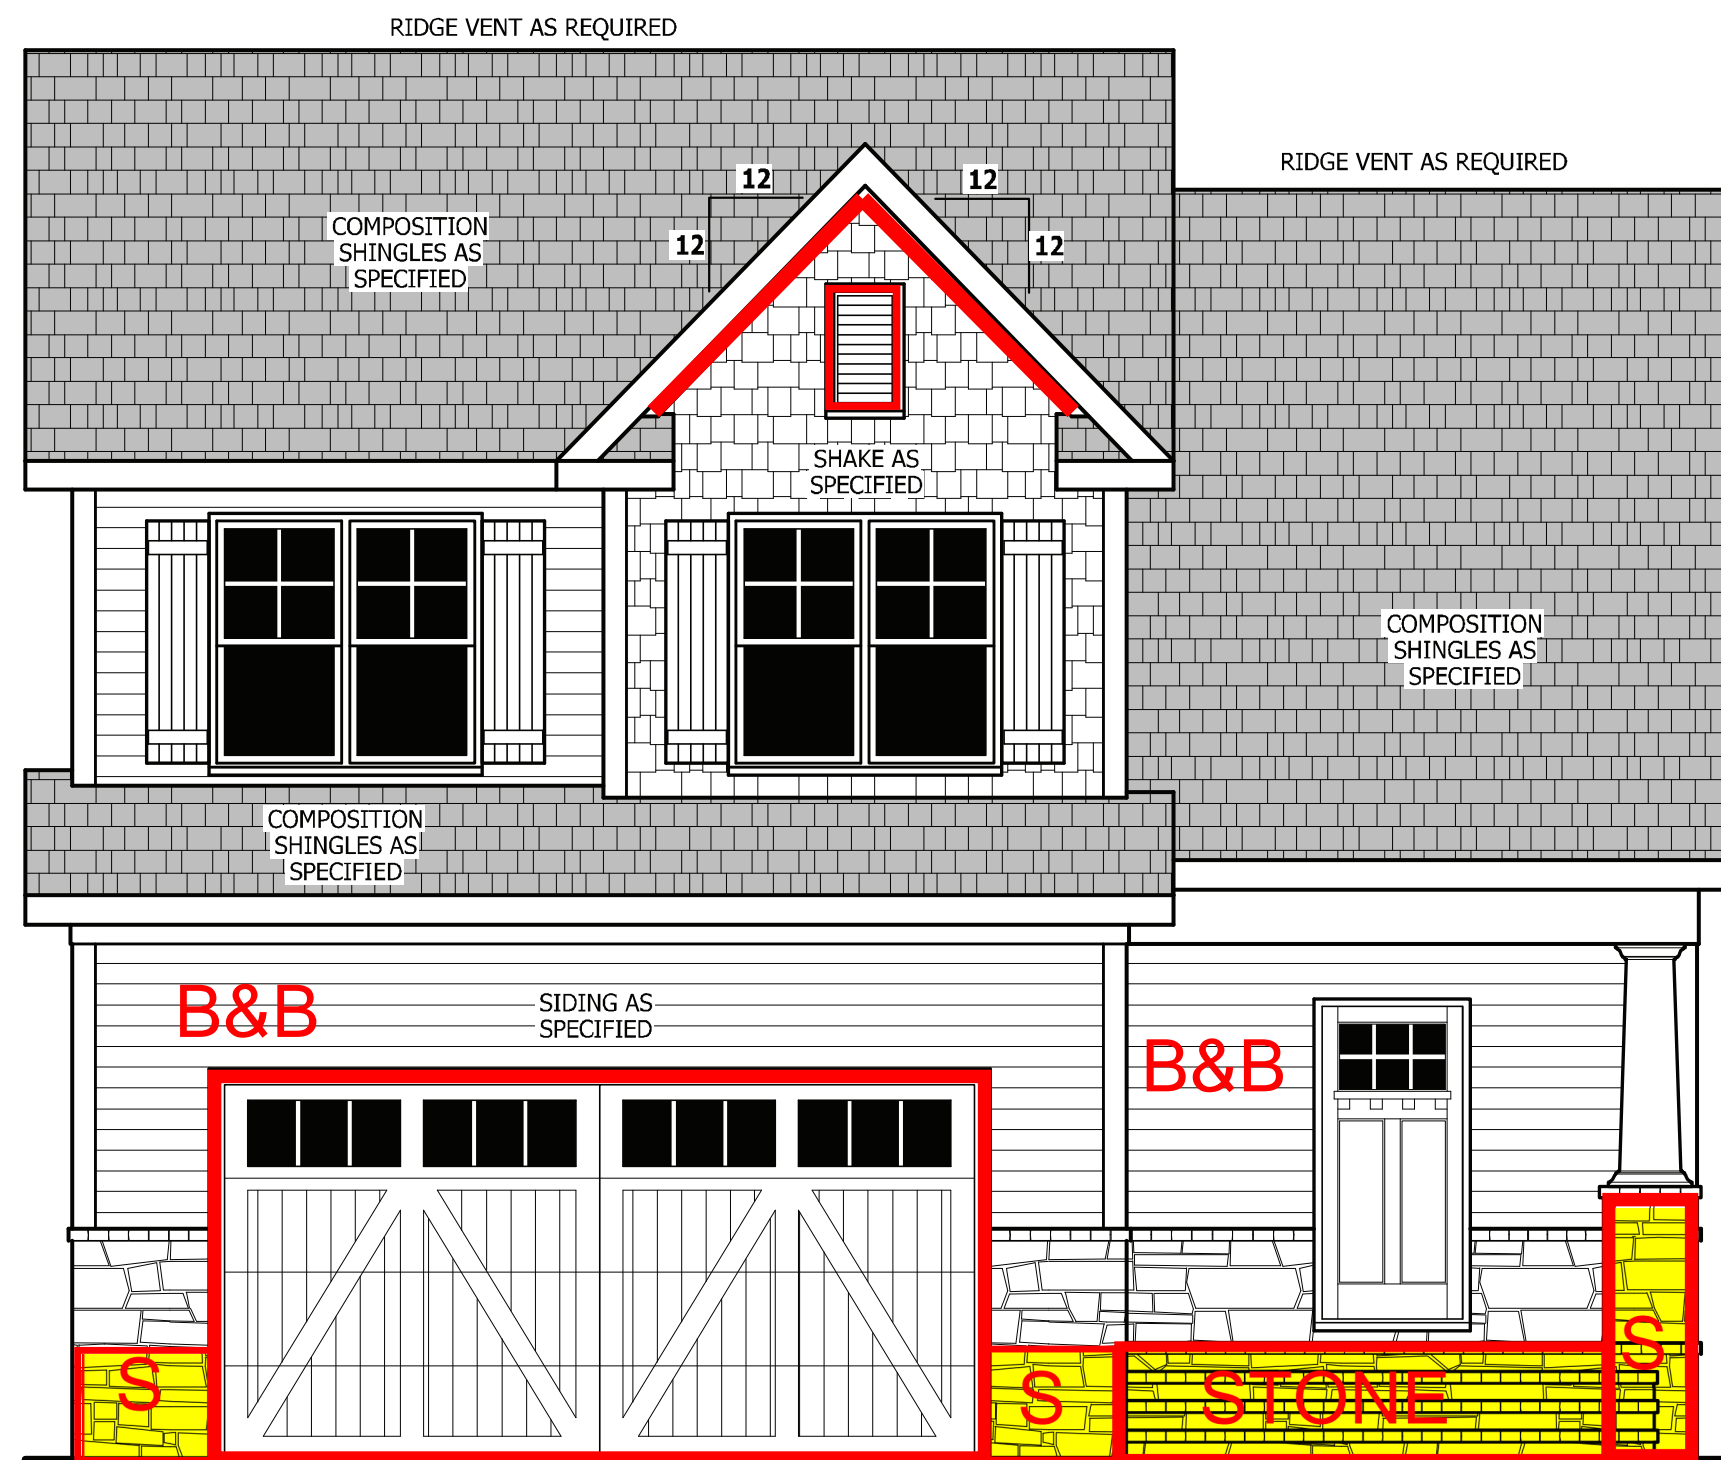 RIDGE VENT AS REQUIRED
RIDGE VENT AS REQUIRED
12
12
12
12
COMPOSITION
SHINGLES AS
SPECIFIED
SHAKE AS
SPECIFIED
COMPOSITION
SHINGLES AS
SPECIFIED
COMPOSITION
SHINGLES AS
SPECIFIED
B&B
SIDING AS
SPECIFIED
B&B
S
S
STONE
S